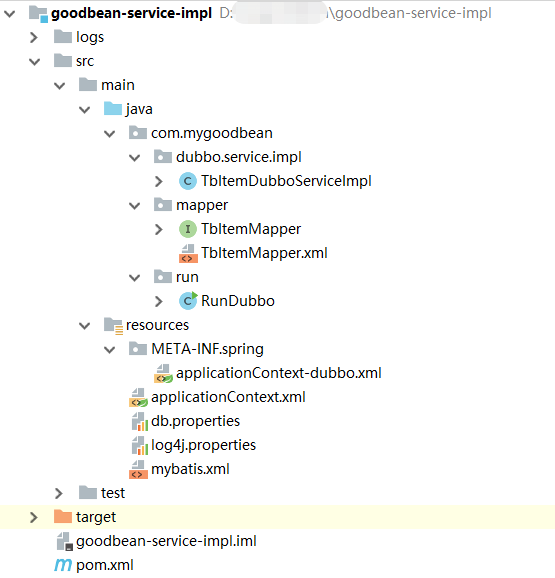 goodbean-service-impl D: \goodbean-service-impl
logs
src
main
java
com.mygoodbean
dubbo.service.impl
C TbItemDubboServiceImpl
mapper
I TbItemMapper
TbItemMapper.xml
run
C RunDubbo
resources
META-INF.spring
applicationContext-dubbo.xml
applicationContext.xml
db.properties
log4j.properties
mybatis.xml
test
target
goodbean-service-impl.iml
m pom.xml